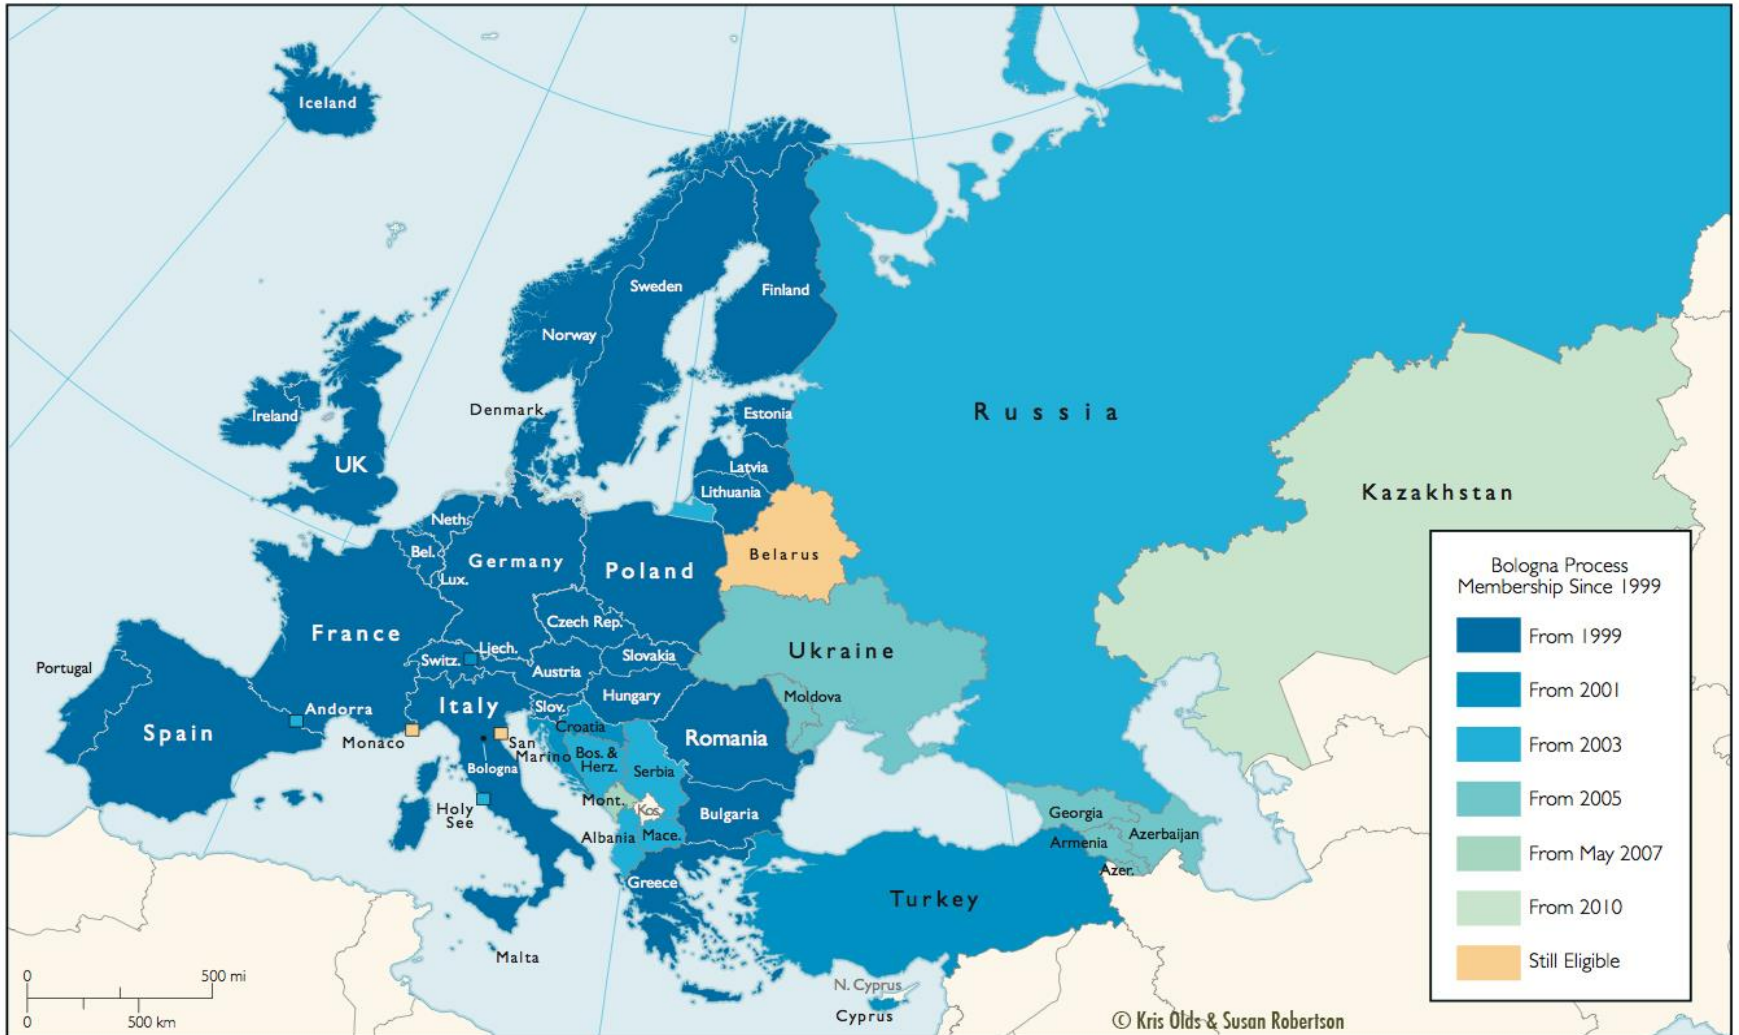 Iceland
Sweden
Finland
Norway
Denmark
Estonia
Russia
Ireland
UK
Latvia
Lithuania
Kazakhstan
Neth.
Bel.
Germany
Poland
Belarus
Lux.
Czech Rep.
France
Liech.
Switz.
Slovakia
Ukraine
Portugal
Austria
Hungary
Moldova
Andorra
Italy
Slov.
Croatia
Spain
Monaco
San
Marino
Romania
Bologna
Bos. &
Herz.
Serbia
Holy
See
Mont.
Kos.
Bulgaria
Georgia
Albania
Mace.
Armenia
Azerbaijan
Azer.
Greece
Turkey
Malta
N. Cyprus
Cyprus
0
500 mi
0
500 km
Bologna Process
Membership Since 1999
From 1999
From 2001
From 2003
From 2005
From May 2007
From 2010
Still Eligible
© Kris Olds & Susan Robertson